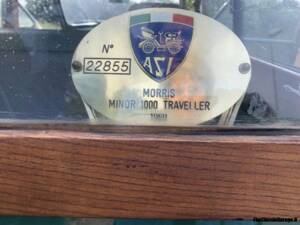 N°
22855
ASI
MORRIS
MINOR 1000 TRAVELLER